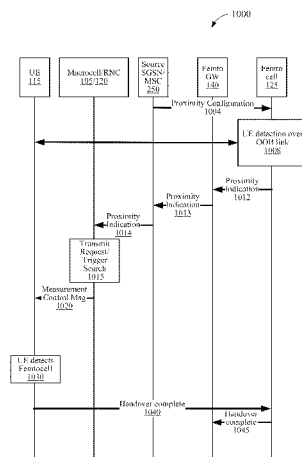 1000
UE
115
Macrocell/RNC
105/120
Source
SGSN/
MSC
250
Femto
GW
140
Femto
cell
125
Proximity Configuration
1004
UE detection over
OOB link
1008
Proximity
Indication
1012
Proximity
Indication
1013
Proximity
Indication
1014
Transmit
Request/
Trigger
Search
1015
Measurement
Control Msg
1020
UE detects
Femtocell
1030
Handover complete
1040
Handover
complete
1045